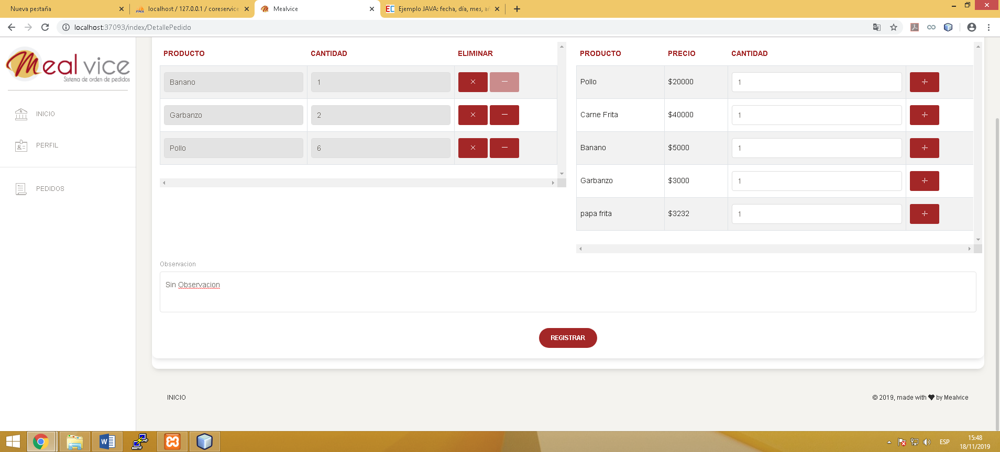 Nueva pestaña
PMA localhost / 127.0.0.1 / coreservice
Mealvice
EC Ejemplo JAVA: fecha, día, mes, añ
localhost:37093/index/DetallePedido
Mealvice
Sistema de orden de pedidos
INICIO
PERFIL
PEDIDOS
PRODUCTO CANTIDAD ELIMINAR
Banano 1
Garbanzo 2
Pollo 6
PRODUCTO PRECIO CANTIDAD
Pollo $20000 1
Carne Frita $40000 1
Banano $5000 1
Garbanzo $3000 1
papa frita $3232 1
Observacion
Sin Observacion
REGISTRAR
INICIO
© 2019, made with ♥ by Mealvice
ESP
15:48
18/11/2019